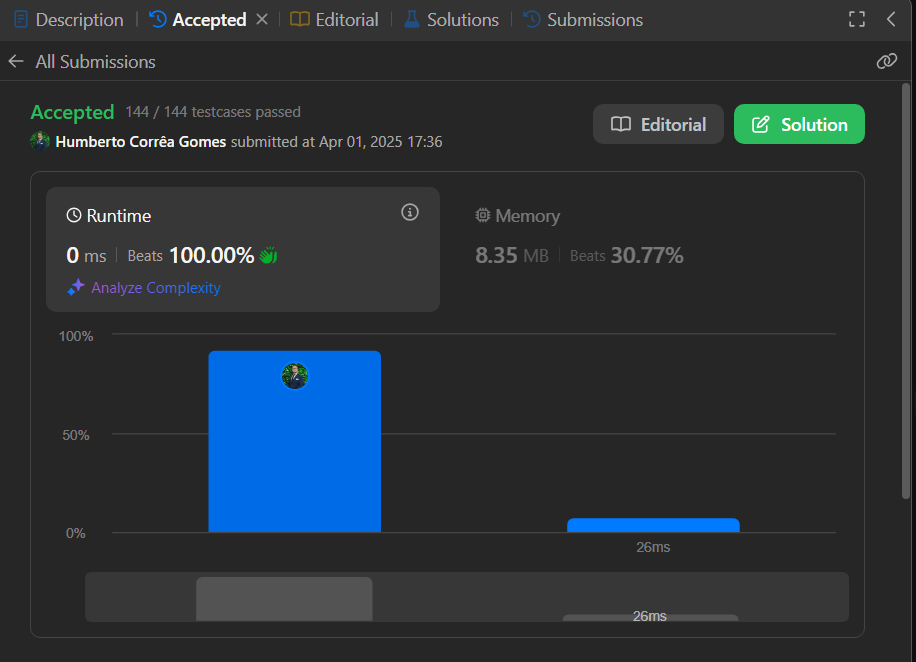 Description | Accepted × | Editorial | Solutions | Submissions
All Submissions
Accepted 144 / 144 testcases passed
Humberto Corrêa Gomes submitted at Apr 01, 2025 17:36
Editorial
Solution
Runtime
0 ms | Beats 100.00%
Analyze Complexity
Memory
8.35 MB | Beats 30.77%
100%
50%
0%
26ms
26ms